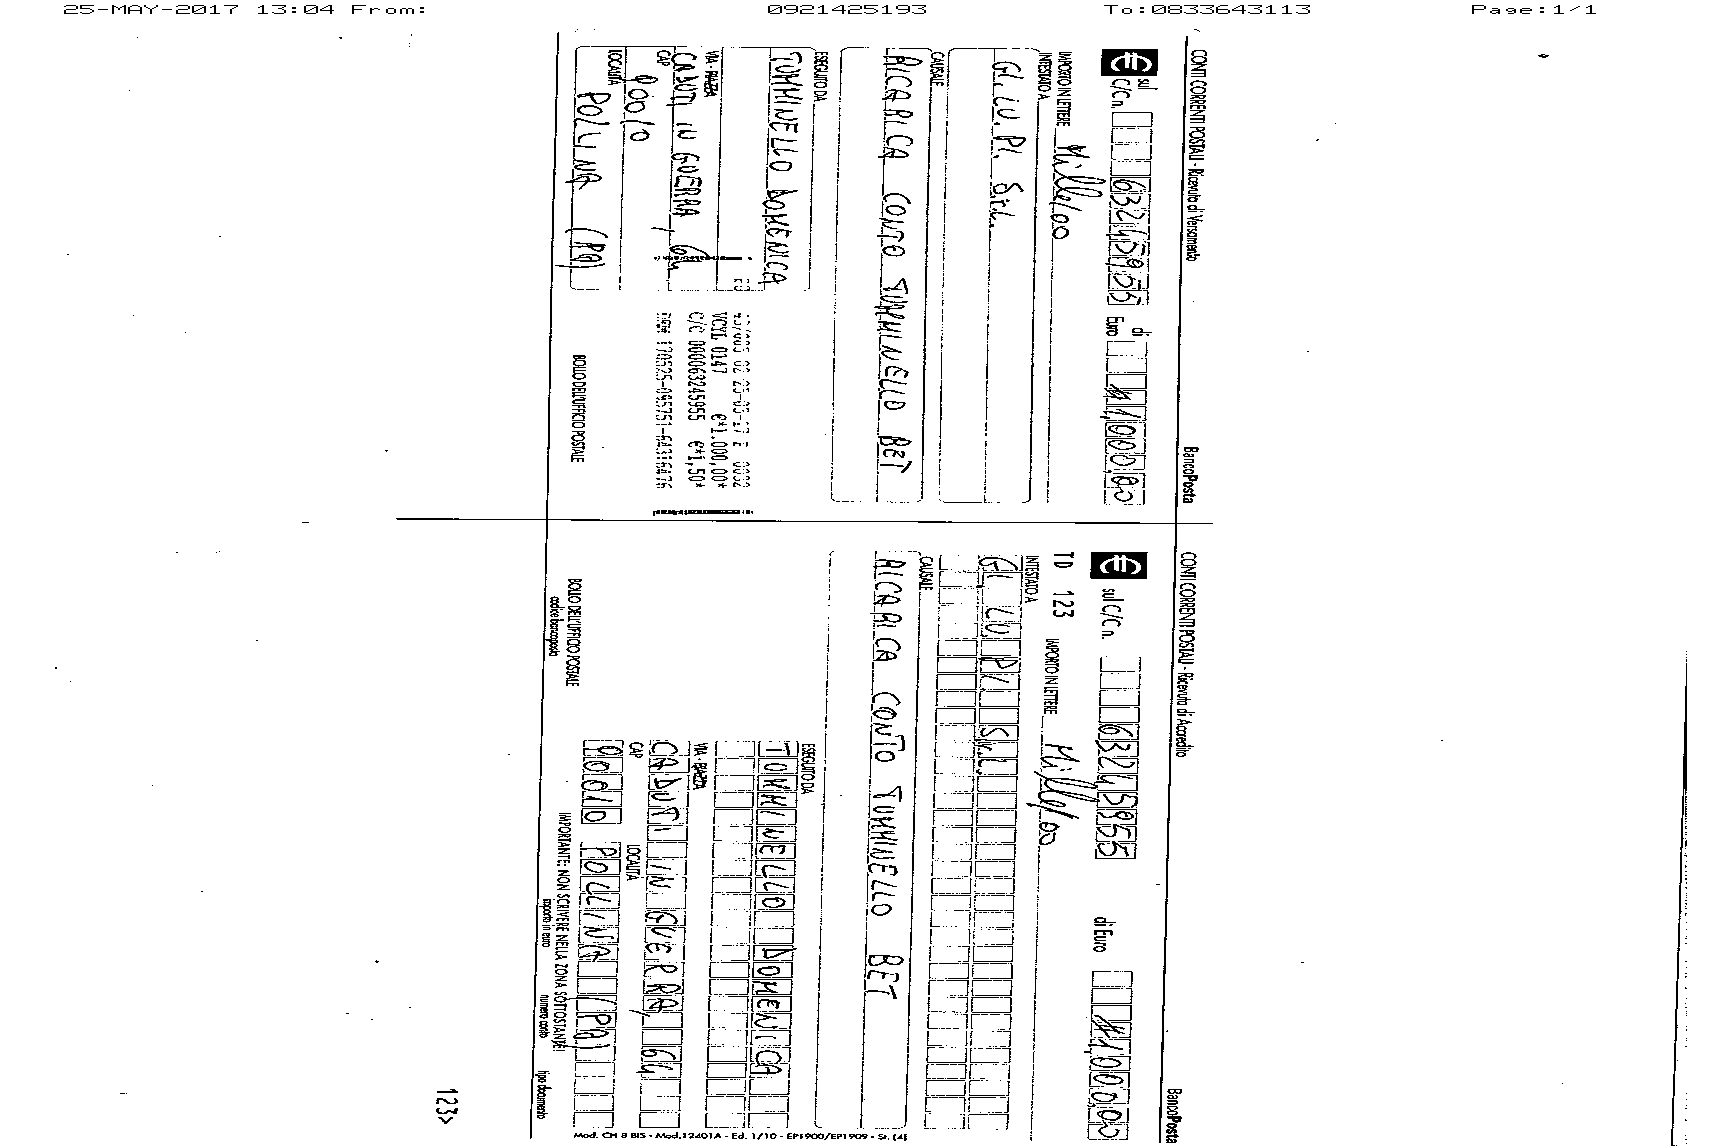 25-MAY-2017 13:04 From: 0921425193 To:0833643113 Page:1/1
CONTI CORRENTI POSTALI - Ricevuta di Versamento BancoPosta
sul C/C n. 63245955 di Euro 1000,00
IMPORTO IN LETTERE Mille/00
INTESTATO A
GL.LU.PI. S.r.L.
CAUSALE
RICARICA CONTO TUMMINELLO BET
ESEGUITO DA
TUMMINELLO DOMENICA
VIA - PIAZZA
CADUTI IN GUERRA, 64
CAP
90010
LOCALITÀ
POLLINA (PA)
0032
VCYL 0147 €*1.000,00*
C/C 000063245955 €*1,50*
BOLLO DELL'UFFICIO POSTALE
CONTI CORRENTI POSTALI - Ricevuta di Accredito BancoPosta
sul C/C n. 63245955 di Euro 1000,00
TD 123 IMPORTO IN LETTERE Mille/00
INTESTATO A
GL LU PI S.r.L.
CAUSALE
RICARICA CONTO TUMMINELLO BET
ESEGUITO DA
TUMMINELLO DOMENICA
VIA - PIAZZA
CADUTI IN GUERRA, 64
CAP LOCALITÀ
90010 POLLINA (PA)
BOLLO DELL'UFFICIO POSTALE
IMPORTANTE: NON SCRIVERE NELLA ZONA SOTTOSTANTE!
codice bancoposta importo in euro numero conto tipo documento
123>
Mod. CH 8 BIS - Mod.12401A - Ed. 1/10 - EP1900/EP1909 - St. [4]